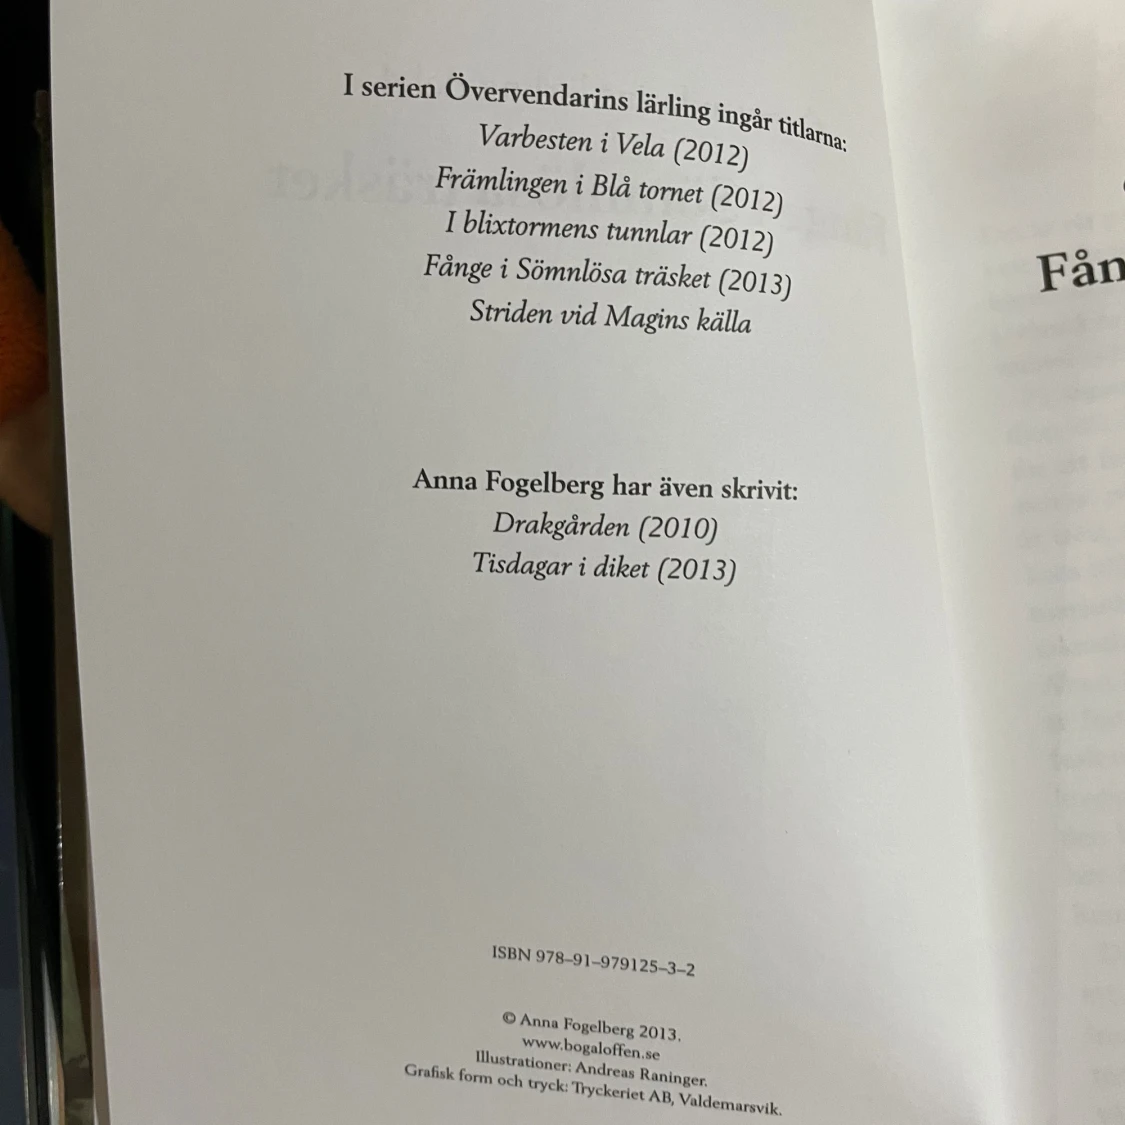 I serien Övervendarins lärling ingår titlarna:
Varbesten i Vela (2012)
Främlingen i Blå tornet (2012)
I blixtormens tunnlar (2012)
Fånge i Sömnlösa träsket (2013)
Striden vid Magins källa
Anna Fogelberg har även skrivit:
Drakgården (2010)
Tisdagar i diket (2013)
ISBN 978–91–979125–3–2
© Anna Fogelberg 2013.
www.bogaloffen.se
Illustrationer: Andreas Raninger.
Grafisk form och tryck: Tryckeriet AB, Valdemarsvik.
Fån